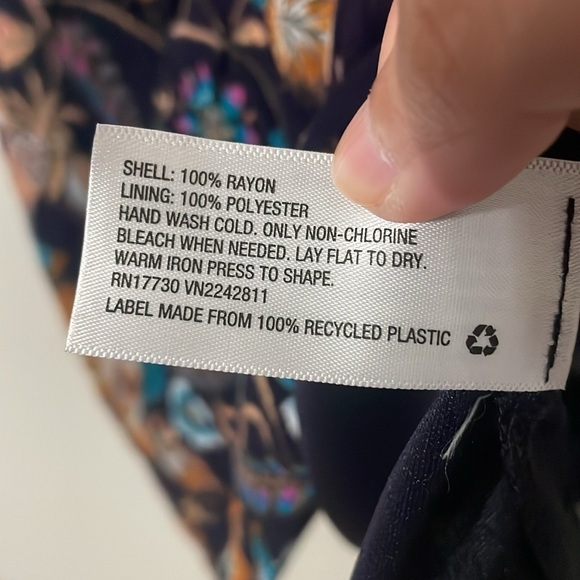 SHELL: 100% RAYON
LINING: 100% POLYESTER
HAND WASH COLD. ONLY NON-CHLORINE
BLEACH WHEN NEEDED. LAY FLAT TO DRY.
WARM IRON PRESS TO SHAPE.
RN17730 VN2242811
LABEL MADE FROM 100% RECYCLED PLASTIC